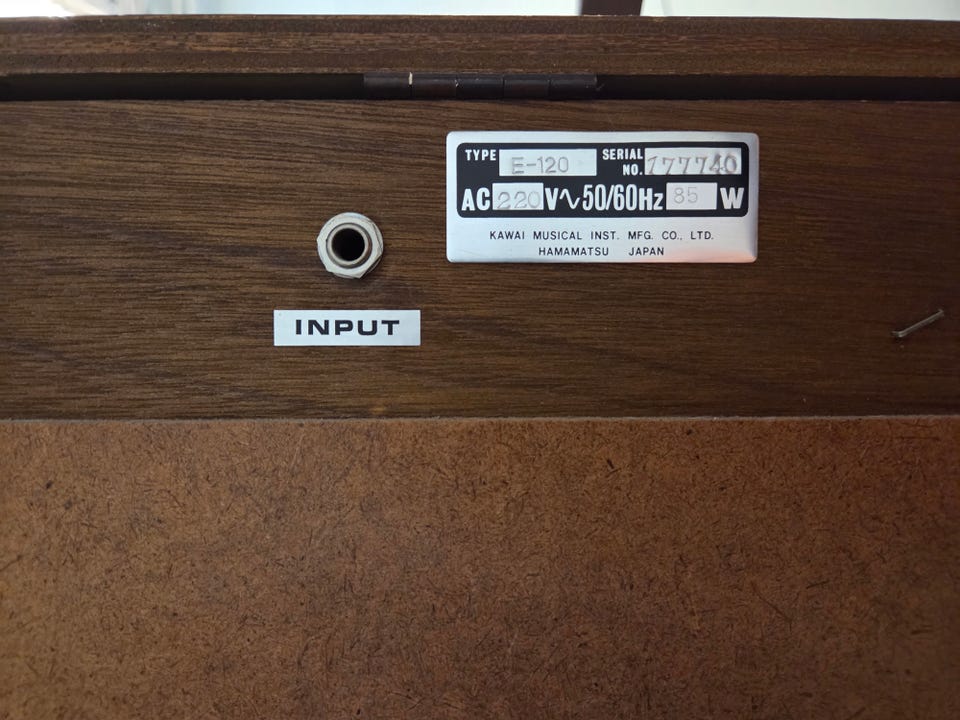 TYPE E-120 SERIAL NO. 177740
AC 220 V~50/60Hz 85 W
KAWAI MUSICAL INST. MFG. CO., LTD.
HAMAMATSU JAPAN
INPUT